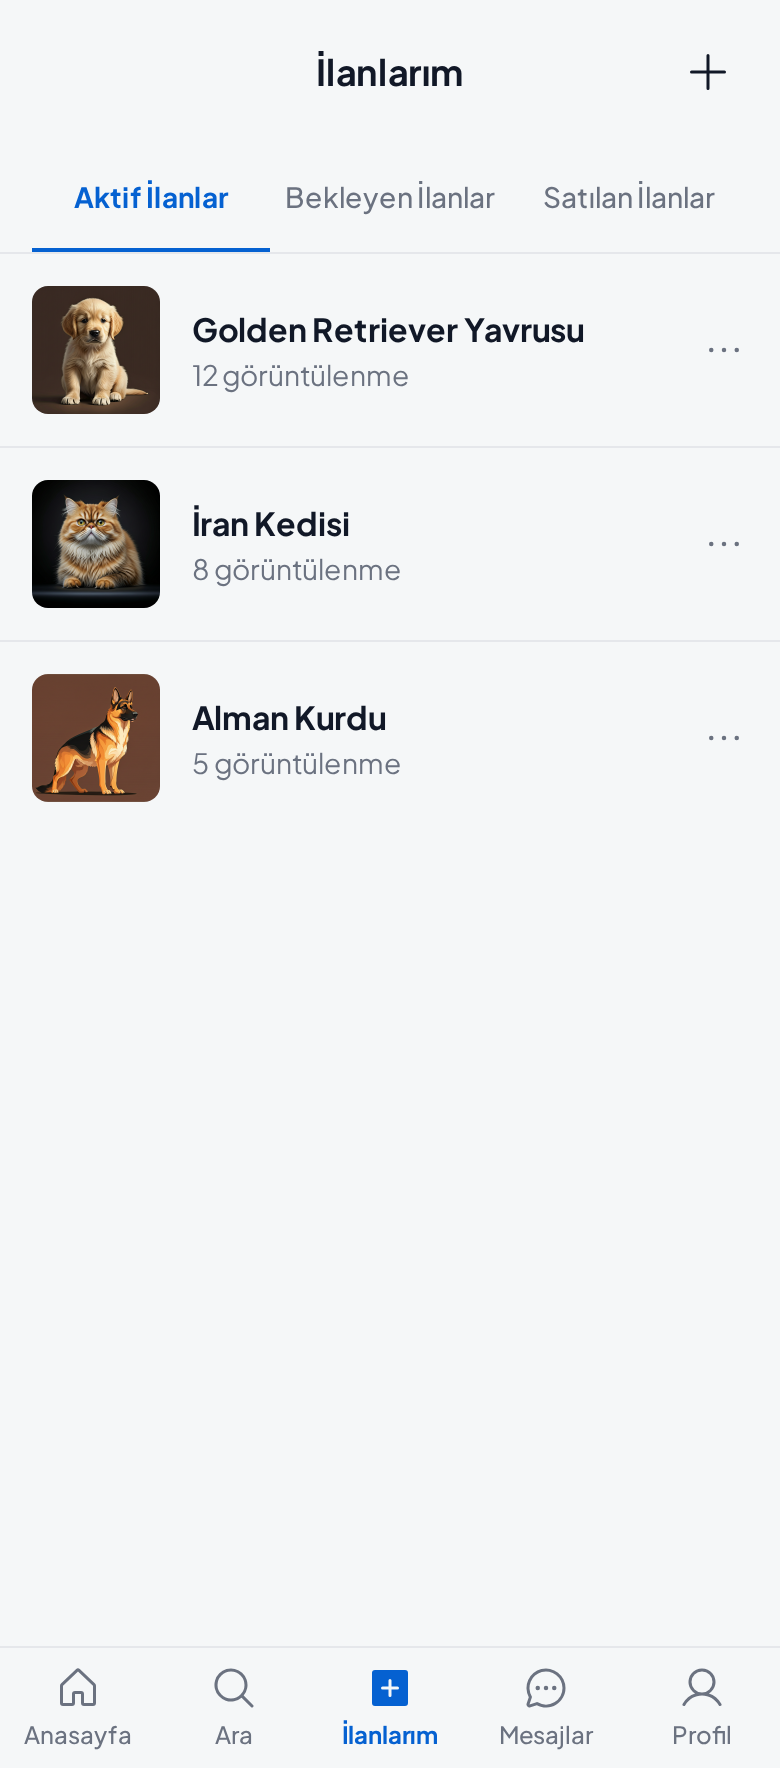 İlanlarım
Aktif İlanlar Bekleyen İlanlar Satılan İlanlar
Golden Retriever Yavrusu
12 görüntülenme
İran Kedisi
8 görüntülenme
Alman Kurdu
5 görüntülenme
Anasayfa Ara İlanlarım Mesajlar Profil